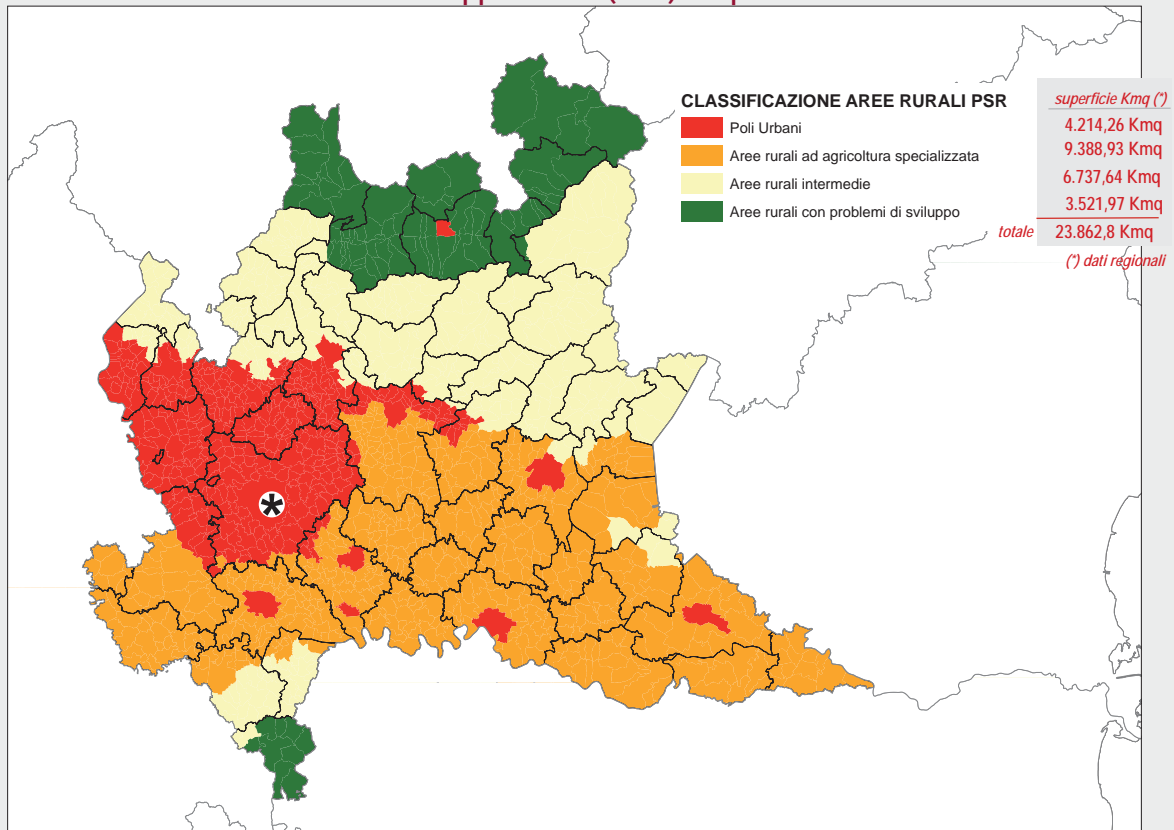 CLASSIFICAZIONE AREE RURALI PSR
superficie Kmq (*)
Poli Urbani
4.214,26 Kmq
Aree rurali ad agricoltura specializzata
9.388,93 Kmq
Aree rurali intermedie
6.737,64 Kmq
Aree rurali con problemi di sviluppo
3.521,97 Kmq
totale
23.862,8 Kmq
(*) dati regionali
*